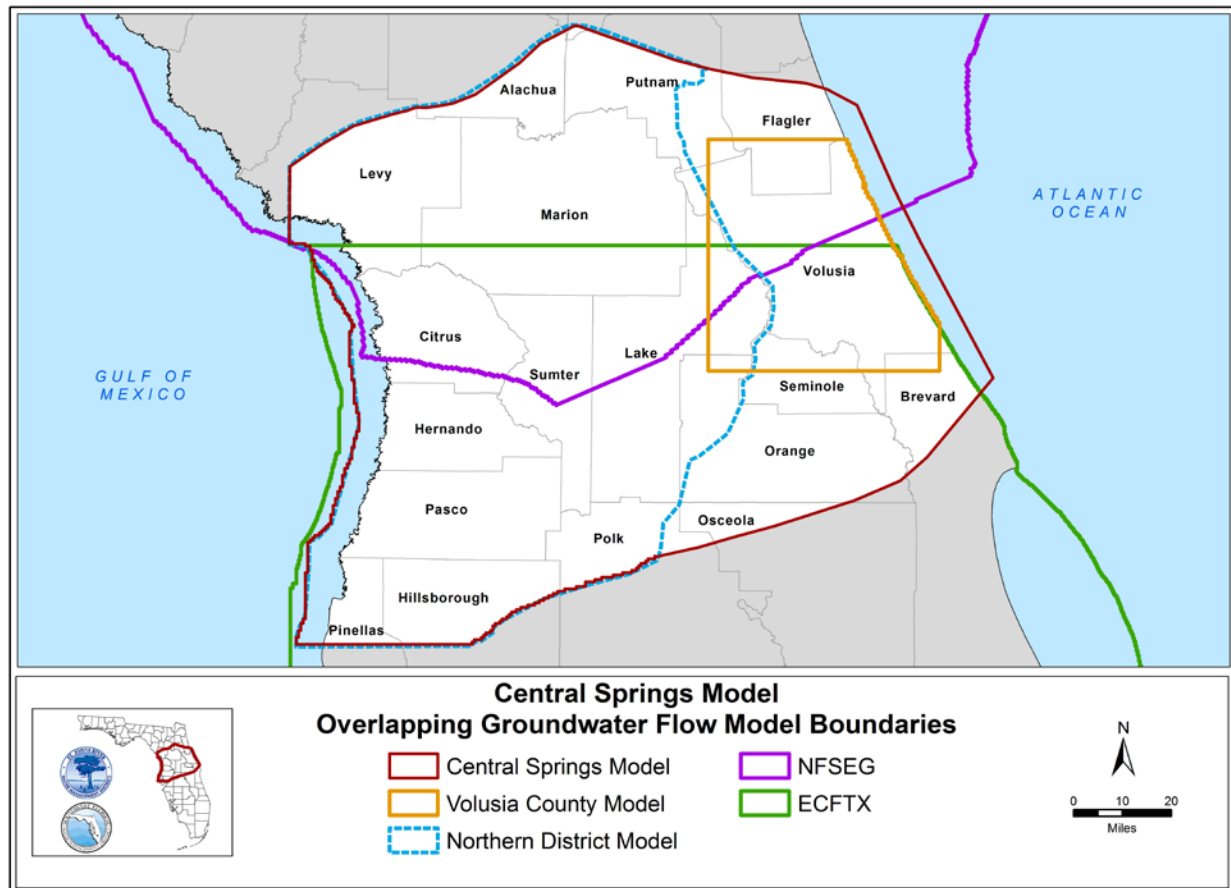 Alachua
Putnam
Flagler
Levy
ATLANTIC
OCEAN
Marion
Volusia
Citrus
Lake
GULF OF
MEXICO
Sumter
Seminole
Brevard
Hernando
Orange
Pasco
Osceola
Polk
Hillsborough
Pinellas
Central Springs Model
Overlapping Groundwater Flow Model Boundaries
Central Springs Model
NFSEG
Volusia County Model
ECFTX
Northern District Model
N
0 10 20
Miles